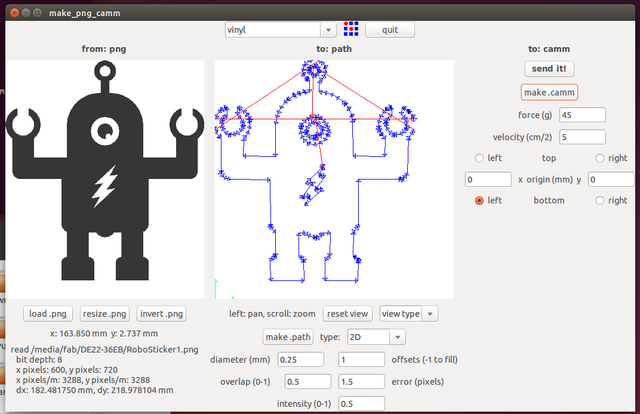 make_png_camm
vinyl quit
from: png to: path to: camm
send it!
make .camm
force (g) 45
velocity (cm/2) 5
left top right
0 x origin (mm) y 0
left bottom right
load .png resize .png invert .png left: pan, scroll: zoom reset view view type
x: 163.850 mm y: 2.737 mm
make .path type: 2D
read /media/fab/DE22-36EB/RoboSticker1.png
bit depth: 8
diameter (mm) 0.25 1 offsets (-1 to fill)
x pixels: 600, y pixels: 720
x pixels/m: 3288, y pixels/m: 3288
overlap (0-1) 0.5 1.5 error (pixels)
dx: 182.481750 mm, dy: 218.978104 mm
intensity (0-1) 0.5